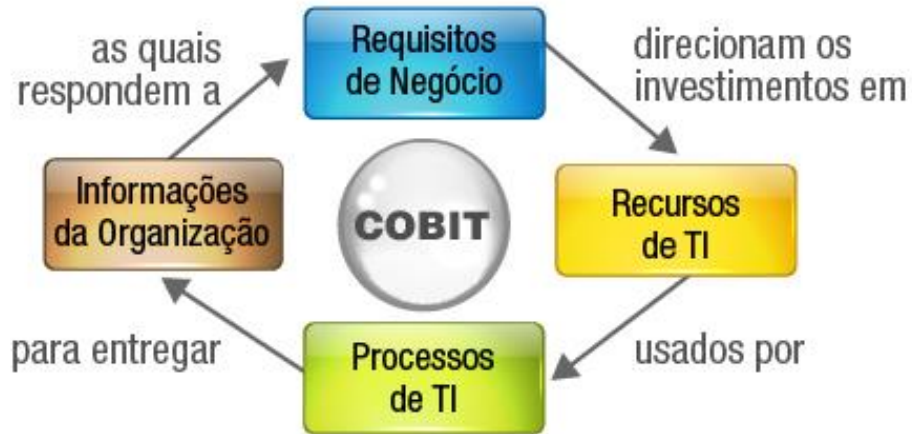 Requisitos
de Negócio
direcionam os
investimentos em
Recursos
de TI
usados por
Processos
de TI
para entregar
Informações
da Organização
as quais
respondem a
COBIT